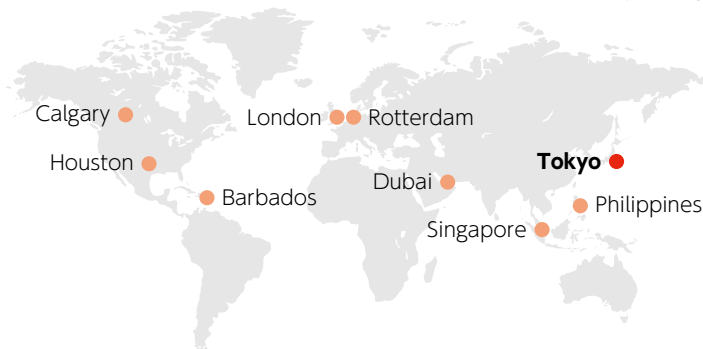 Calgary
London
Rotterdam
Houston
Tokyo
Dubai
Barbados
Philippines
Singapore